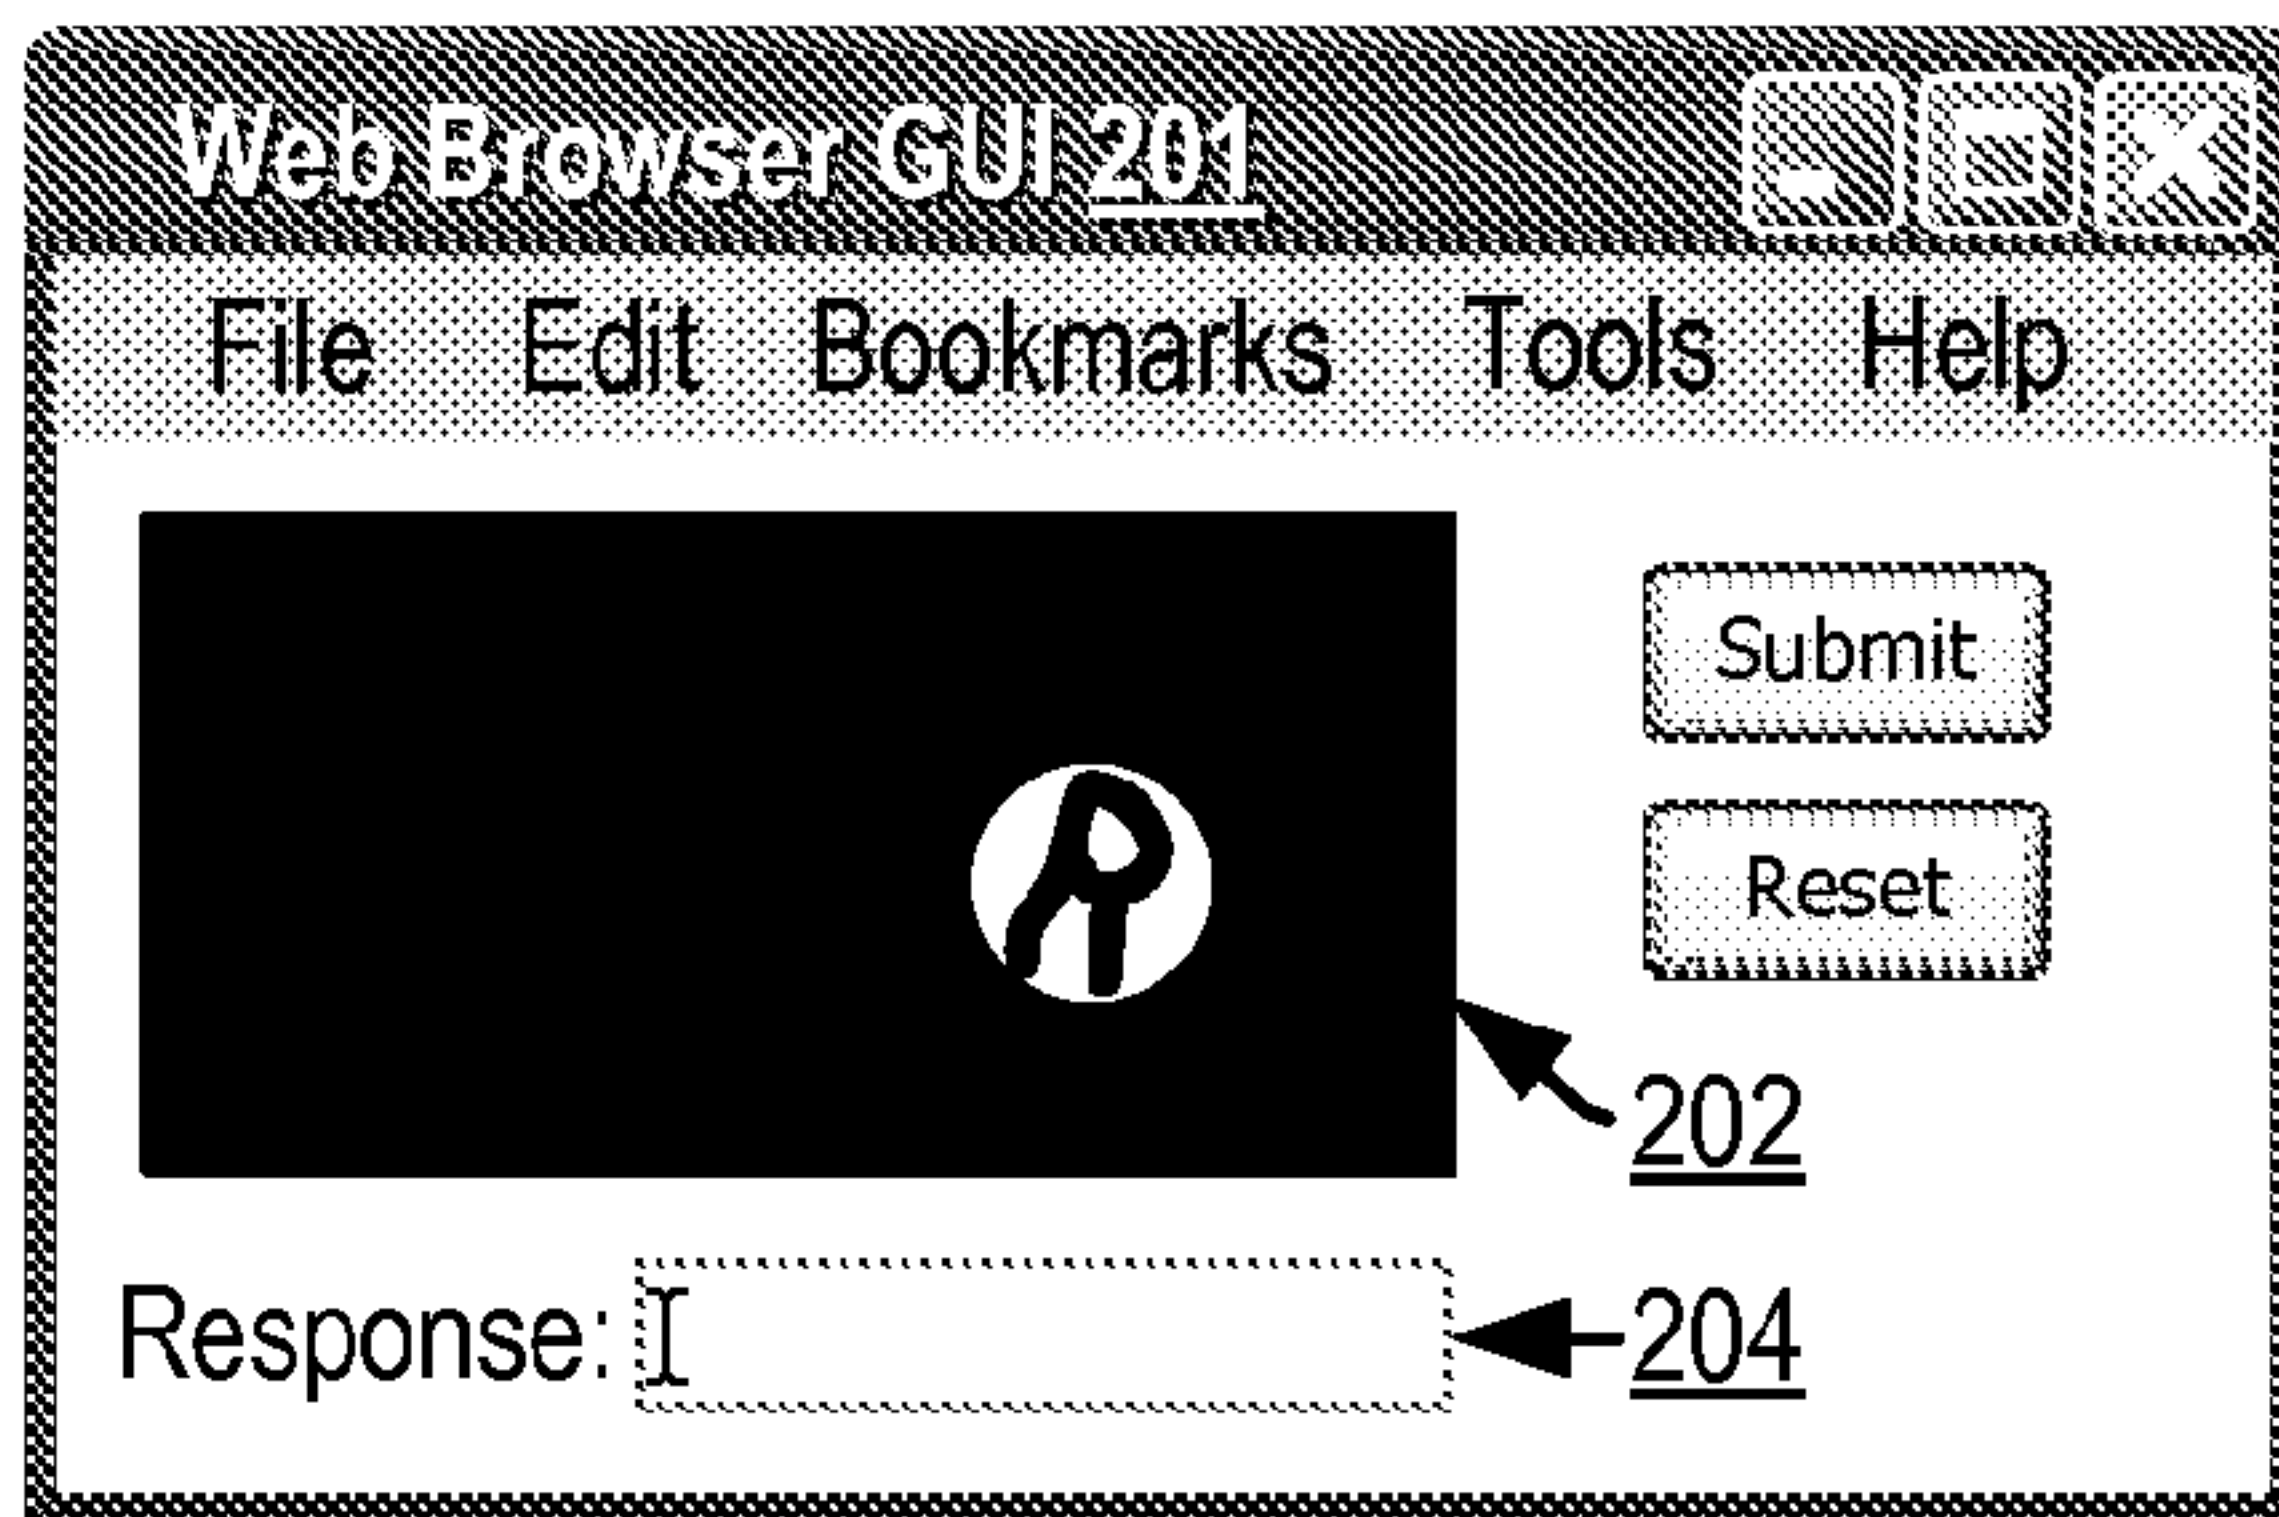 Web Browser GUI 201
File Edit Bookmarks Tools Help
Submit
R
Reset
202
Response:
204